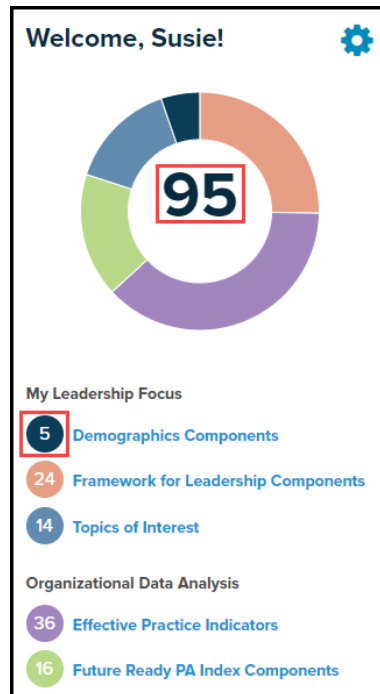 Welcome, Susie!
95
My Leadership Focus
5 Demographics Components
24 Framework for Leadership Components
14 Topics of Interest
Organizational Data Analysis
36 Effective Practice Indicators
16 Future Ready PA Index Components